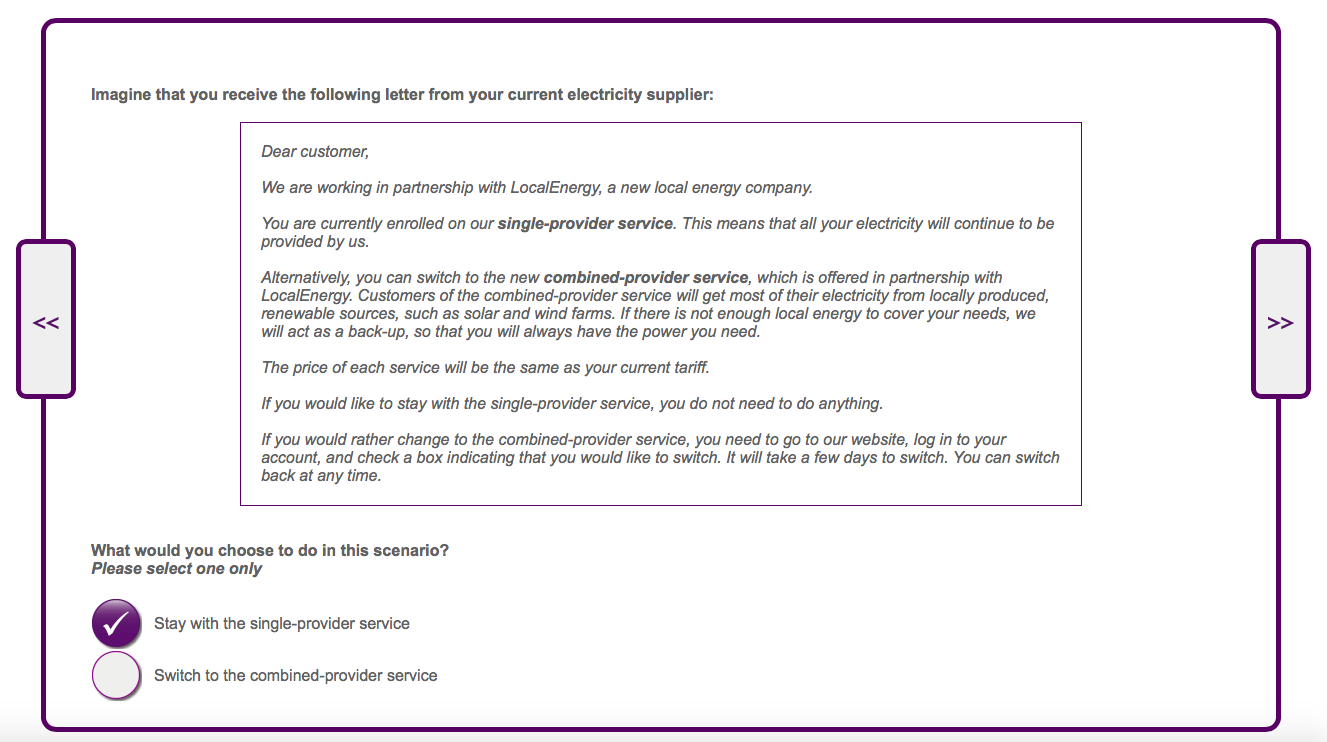 Imagine that you receive the following letter from your current electricity supplier:
Dear customer,
We are working in partnership with LocalEnergy, a new local energy company.
You are currently enrolled on our single-provider service. This means that all your electricity will continue to be
provided by us.
Alternatively, you can switch to the new combined-provider service, which is offered in partnership with
LocalEnergy. Customers of the combined-provider service will get most of their electricity from locally produced,
renewable sources, such as solar and wind farms. If there is not enough local energy to cover your needs, we
will act as a back-up, so that you will always have the power you need.
The price of each service will be the same as your current tariff.
If you would like to stay with the single-provider service, you do not need to do anything.
If you would rather change to the combined-provider service, you need to go to our website, log in to your
account, and check a box indicating that you would like to switch. It will take a few days to switch. You can switch
back at any time.
<<
>>
What would you choose to do in this scenario?
Please select one only
Stay with the single-provider service
Switch to the combined-provider service